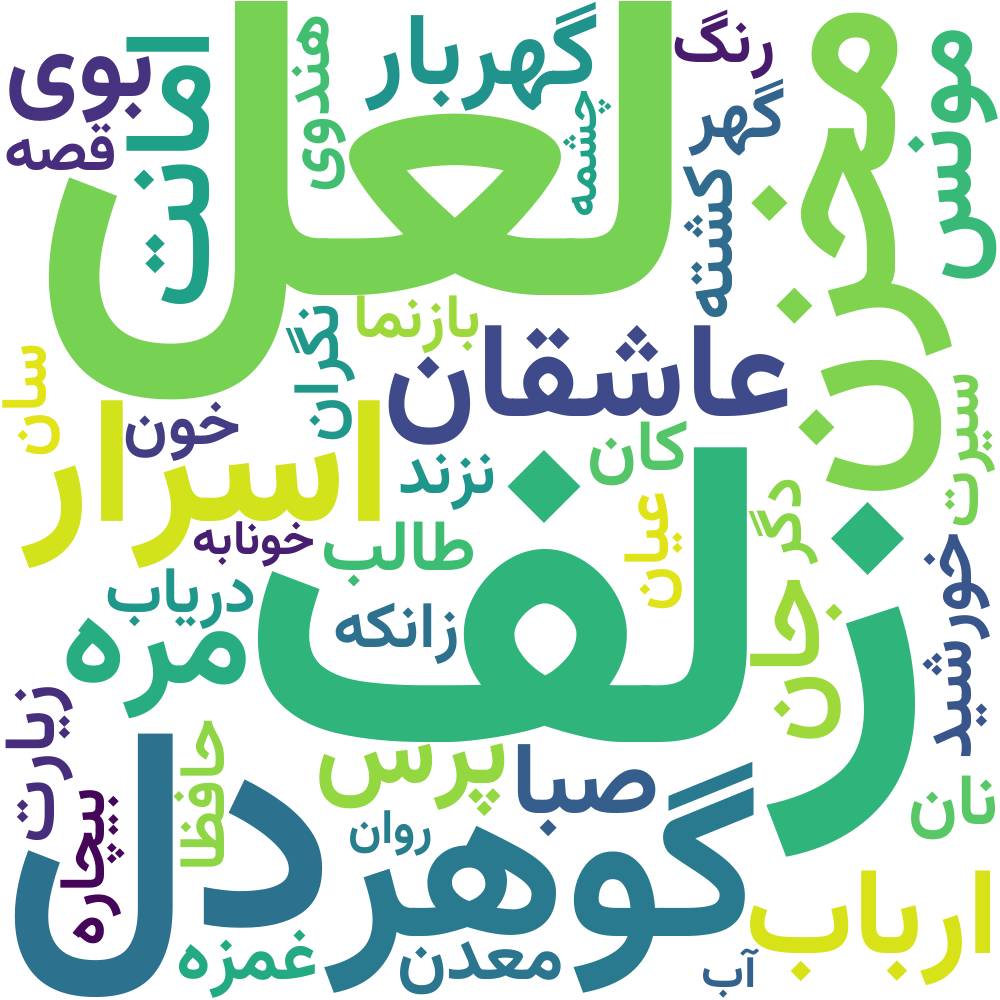 لعل
مخزن
زلف
گوهر
دل
اسرار
عاشقان
امانت
بوی
قصه
هندوی
گهربار
چشمه
رنگ
گهر
کشته
مونس
بازنما
نگران
سان
خون
نزند
کان
سیرت
دگر
عیان
طالب
خونابه
دریاب
زانکه
مره
جان
خورشید
زیارت
بیچاره
حافظا
پرس
صبا
روان
نان
ارباب
غمزه
معدن
آب